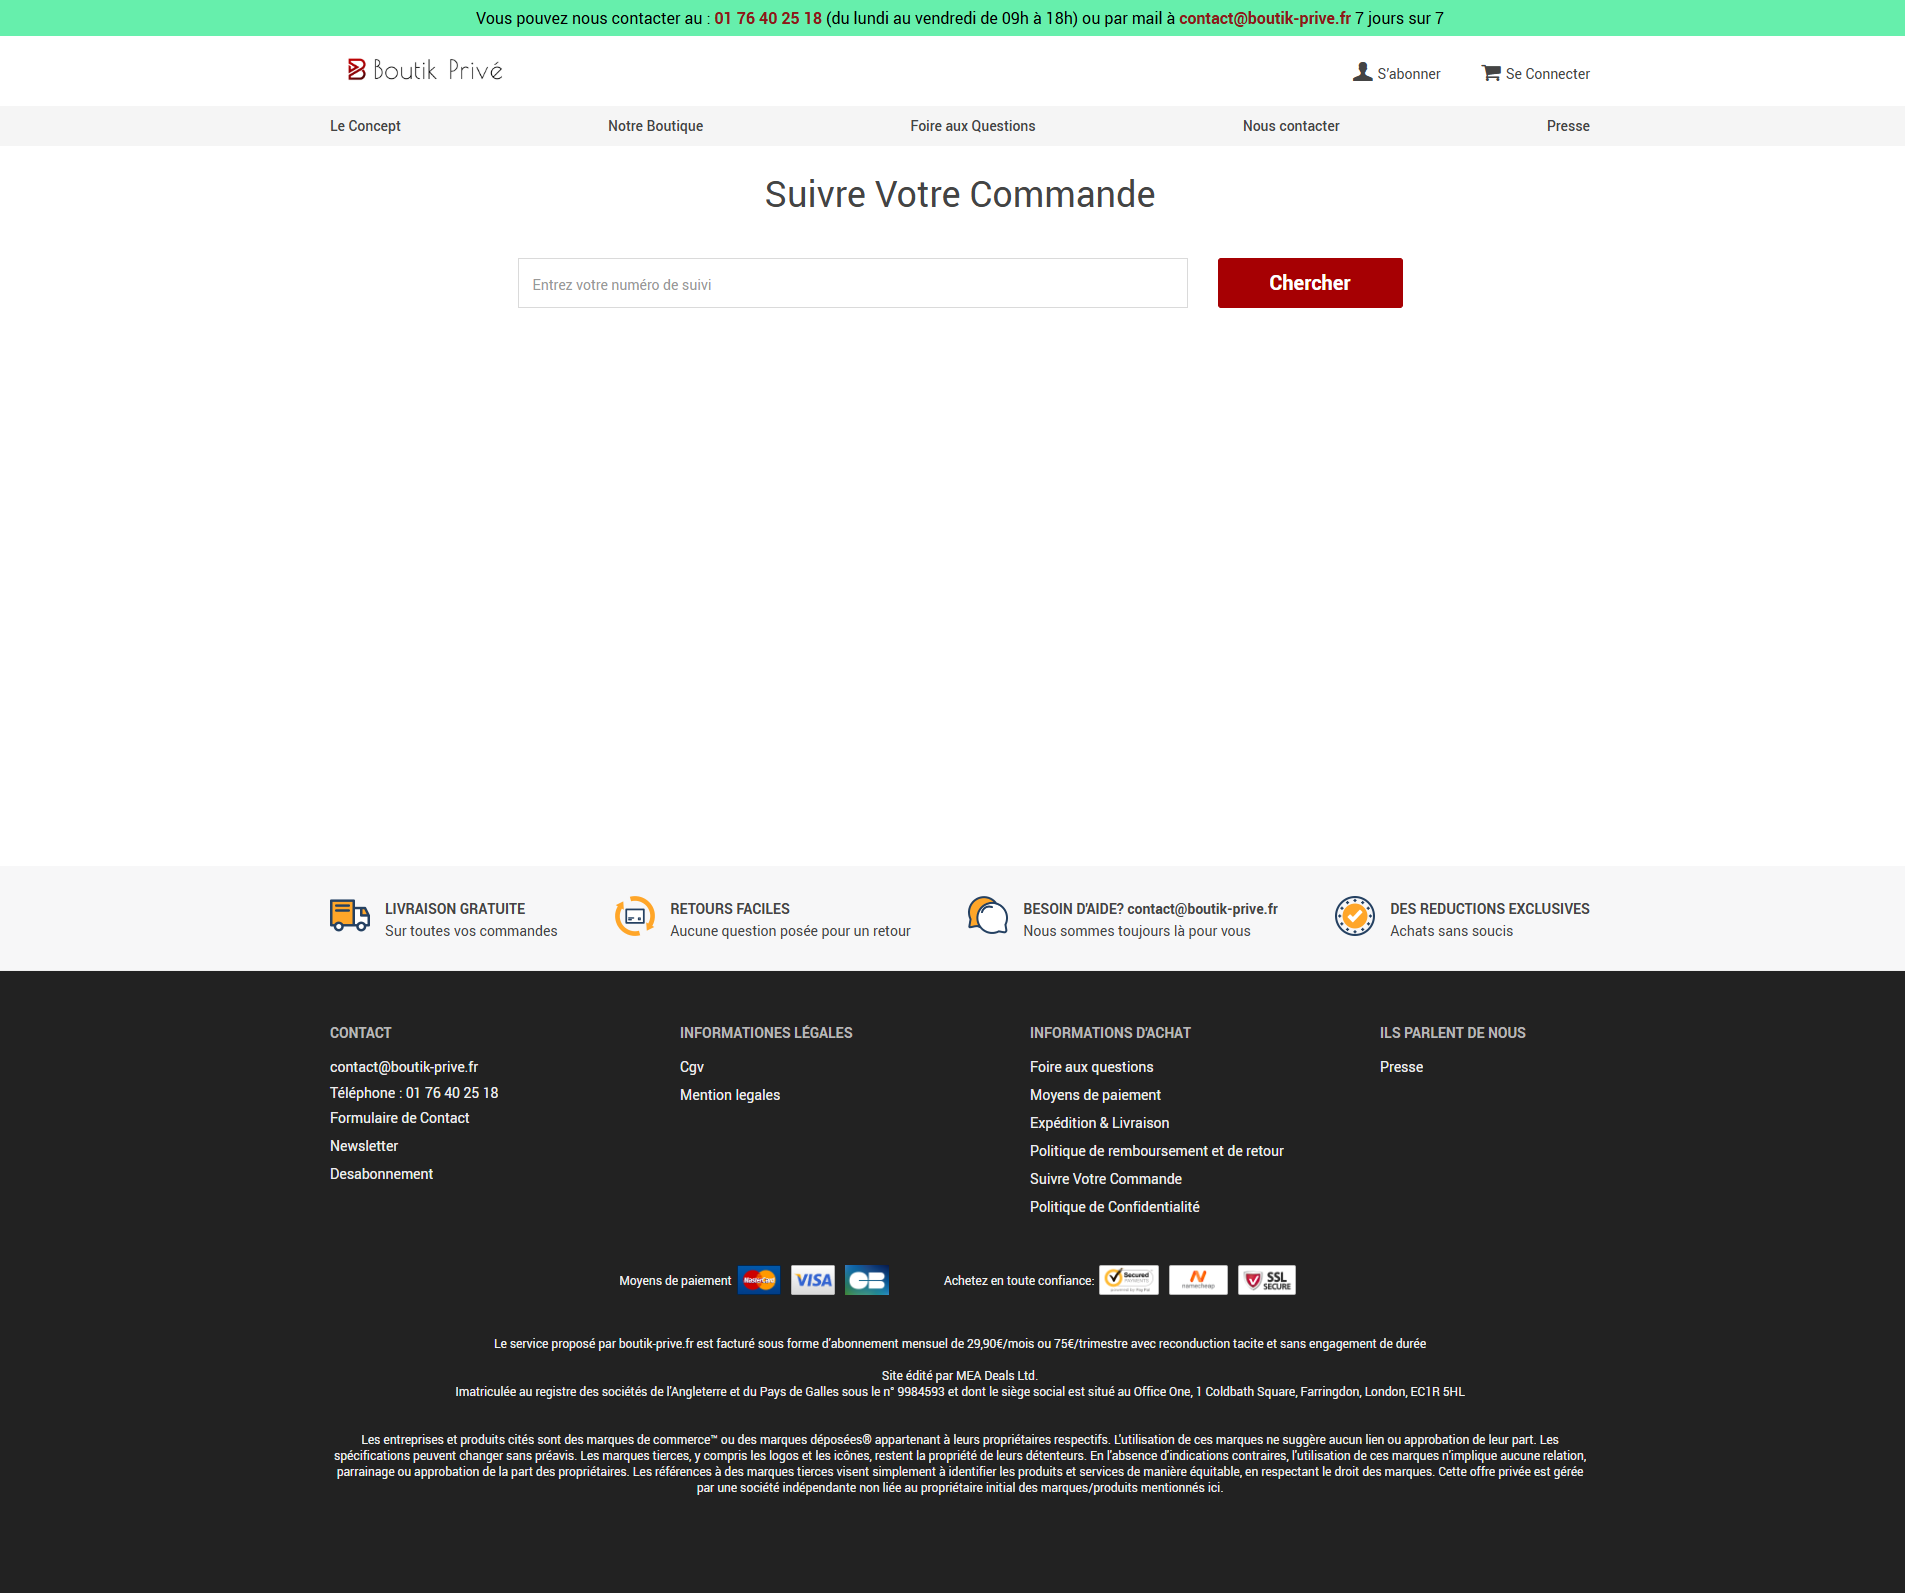 Vous pouvez nous contacter au : 01 76 40 25 18 (du lundi au vendredi de 09h à 18h) ou par mail à contact@boutik-prive.fr 7 jours sur 7
Boutik Privé
S'abonner
Se Connecter
Le Concept
Notre Boutique
Foire aux Questions
Nous contacter
Presse
Suivre Votre Commande
Entrez votre numéro de suivi
Chercher
LIVRAISON GRATUITE
Sur toutes vos commandes
RETOURS FACILES
Aucune question posée pour un retour
BESOIN D'AIDE? contact@boutik-prive.fr
Nous sommes toujours là pour vous
DES REDUCTIONS EXCLUSIVES
Achats sans soucis
CONTACT
contact@boutik-prive.fr
Téléphone : 01 76 40 25 18
Formulaire de Contact
Newsletter
Desabonnement
INFORMATIONES LÉGALES
Cgv
Mention legales
INFORMATIONS D'ACHAT
Foire aux questions
Moyens de paiement
Expédition & Livraison
Politique de remboursement et de retour
Suivre Votre Commande
Politique de Confidentialité
ILS PARLENT DE NOUS
Presse
Moyens de paiement
MasterCard
VISA
CB
Achetez en toute confiance:
Secured
PAYMENTS
powered by PayPal
namecheap
SSL
SECURE
Le service proposé par boutik-prive.fr est facturé sous forme d'abonnement mensuel de 29,90€/mois ou 75€/trimestre avec reconduction tacite et sans engagement de durée
Site édité par MEA Deals Ltd.
Imatriculée au registre des sociétés de l'Angleterre et du Pays de Galles sous le n° 9984593 et dont le siège social est situé au Office One, 1 Coldbath Square, Farringdon, London, EC1R 5HL
Les entreprises et produits cités sont des marques de commerce™ ou des marques déposées® appartenant à leurs propriétaires respectifs. L'utilisation de ces marques ne suggère aucun lien ou approbation de leur part. Les
spécifications peuvent changer sans préavis. Les marques tierces, y compris les logos et les icônes, restent la propriété de leurs détenteurs. En l'absence d'indications contraires, l'utilisation de ces marques n'implique aucune relation,
parrainage ou approbation de la part des propriétaires. Les références à des marques tierces visent simplement à identifier les produits et services de manière équitable, en respectant le droit des marques. Cette offre privée est gérée
par une société indépendante non liée au propriétaire initial des marques/produits mentionnés ici.